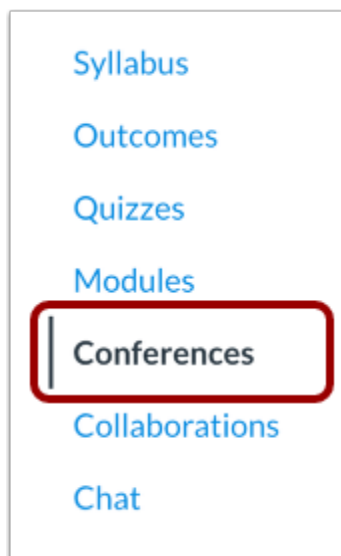 Syllabus
Outcomes
Quizzes
Modules
Conferences
Collaborations
Chat